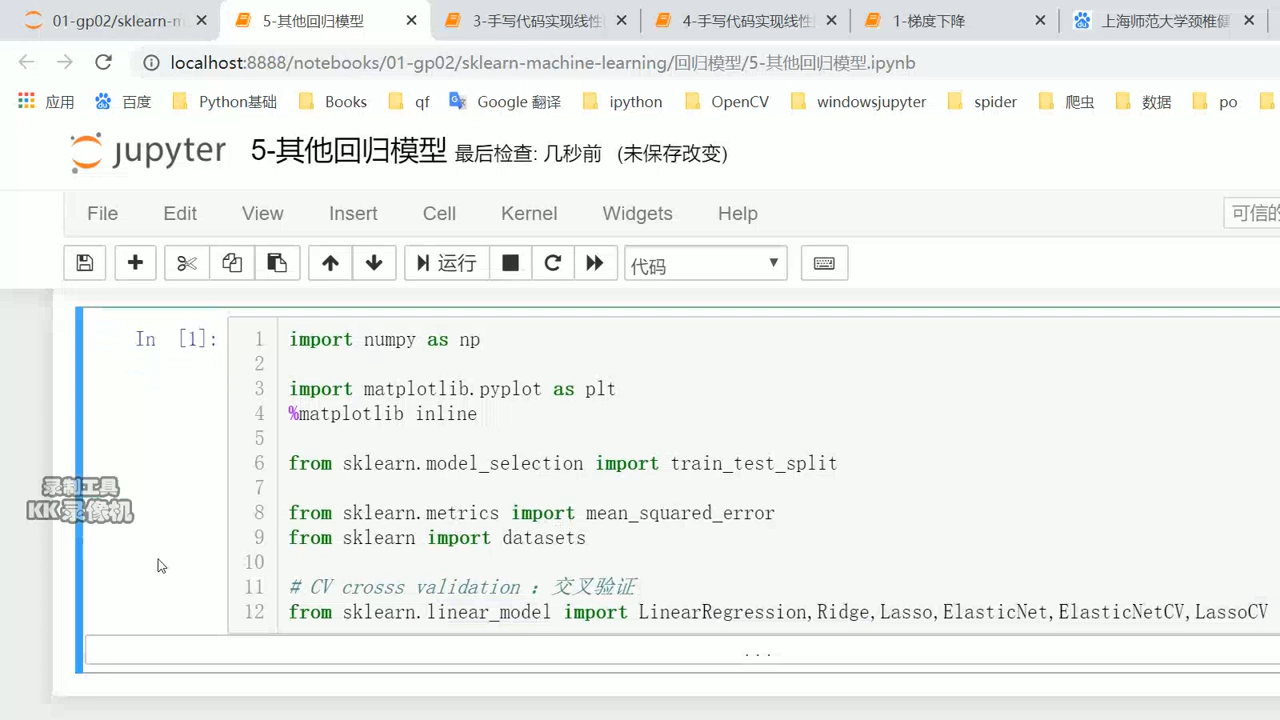 01-gp02/sklearn-m
5-其他回归模型
3-手写代码实现线性
4-手写代码实现线性
1-梯度下降
上海师范大学颈椎健
localhost:8888/notebooks/01-gp02/sklearn-machine-learning/回归模型/5-其他回归模型.ipynb
应用 百度 Python基础 Books qf Google 翻译 ipython OpenCV windowsjupyter spider 爬虫 数据 po
jupyter 5-其他回归模型 最后检查: 几秒前 (未保存改变)
File Edit View Insert Cell Kernel Widgets Help 可信的
运行 代码
In [1]:
1 import numpy as np
2
3 import matplotlib.pyplot as plt
4 %matplotlib inline
5
6 from sklearn.model_selection import train_test_split
7
8 from sklearn.metrics import mean_squared_error
9 from sklearn import datasets
10
11 # CV crosss validation : 交叉验证
12 from sklearn.linear_model import LinearRegression,Ridge,Lasso,ElasticNet,ElasticNetCV,LassoCV
...
录制工具
KK录像机